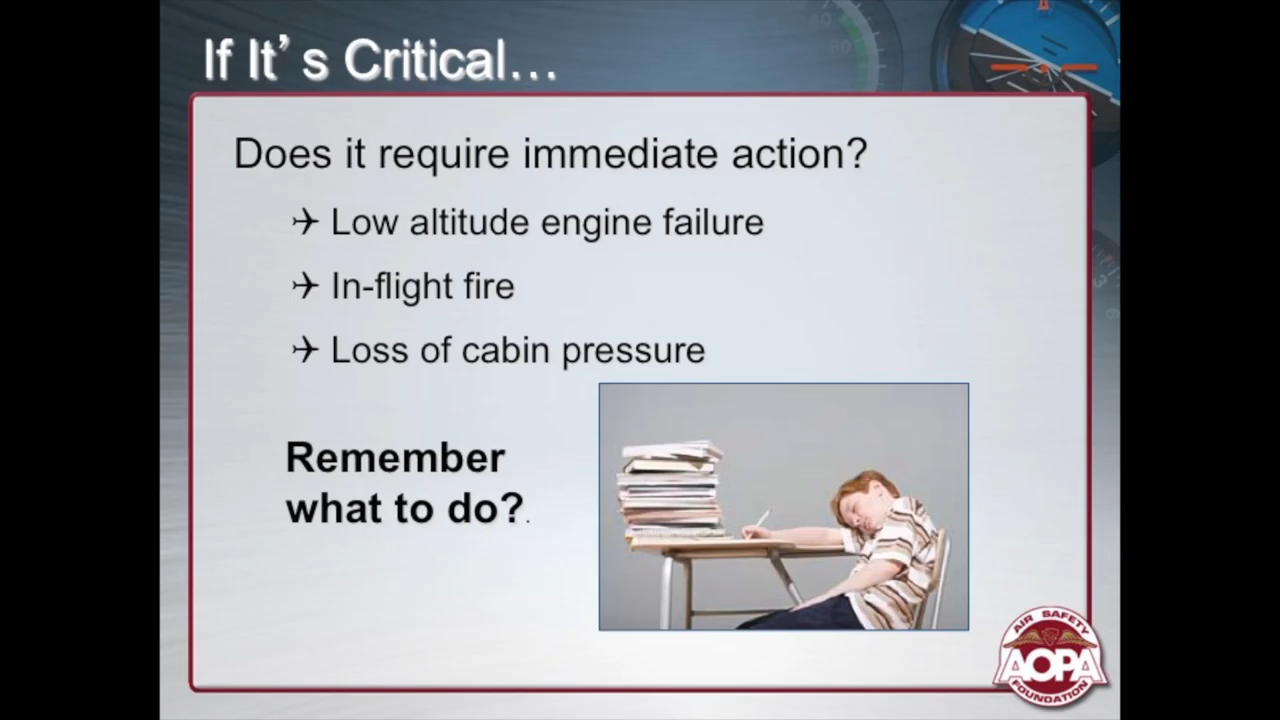 If It’s Critical…
Does it require immediate action?
✈ Low altitude engine failure
✈ In-flight fire
✈ Loss of cabin pressure
Remember
what to do?.
AIR SAFETY
AOPA
FOUNDATION